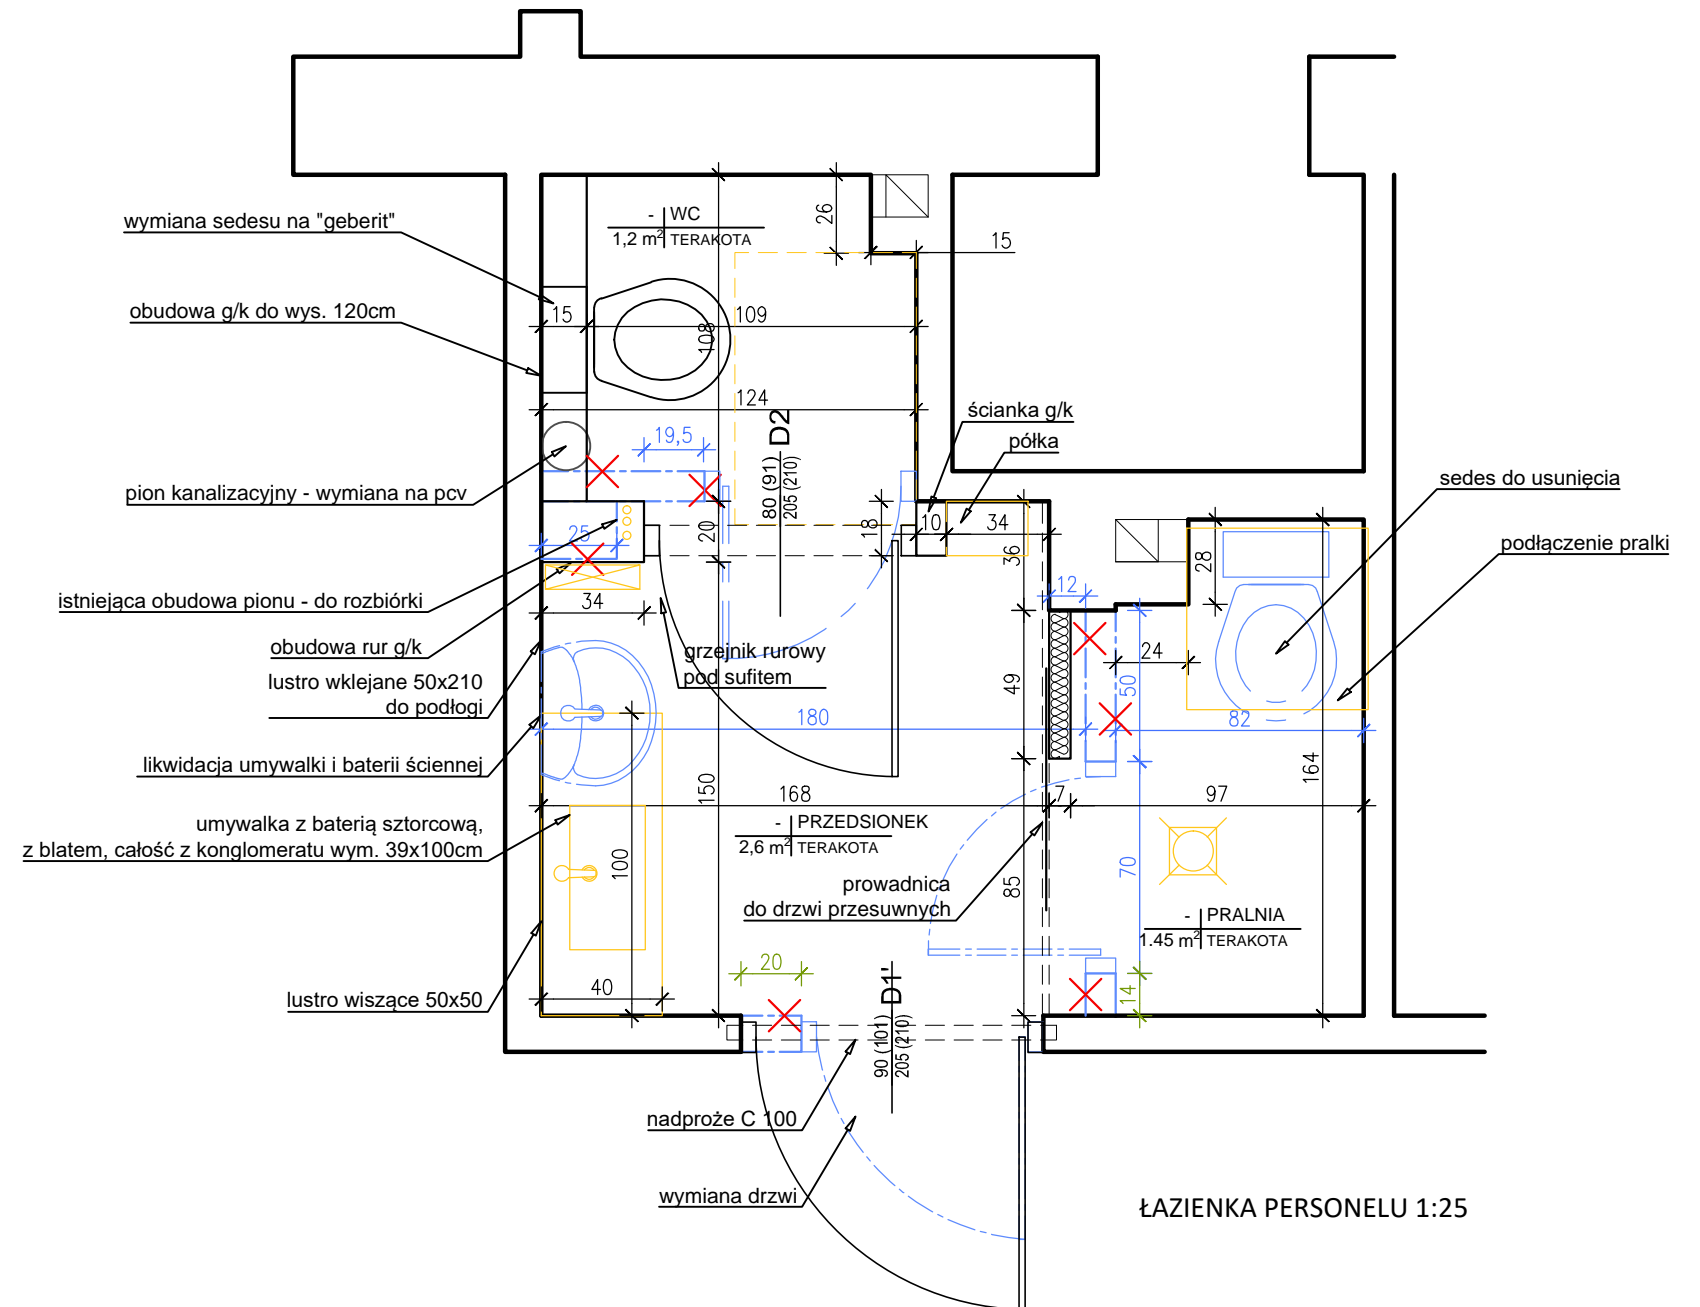 wymiana sedesu na "geberit"
obudowa g/k do wys. 120cm
pion kanalizacyjny - wymiana na pcv
istniejąca obudowa pionu - do rozbiórki
obudowa rur g/k
lustro wklejane 50x210
do podłogi
likwidacja umywalki i baterii ściennej
umywalka z baterią sztorcową,
z blatem, całość z konglomeratu wym. 39x100cm
lustro wiszące 50x50
- WC
1,2 m² TERAKOTA
26
15
15
109
108
124
19,5
D2
80 (91)
205 (210)
ścianka g/k
półka
18
10
34
36
20
25
34
grzejnik rurowy
pod sufitem
sedes do usunięcia
podłączenie pralki
28
12
24
49
50
82
180
164
150
168
7
97
- PRZEDSIONEK
2,6 m² TERAKOTA
100
85
70
prowadnica
do drzwi przesuwnych
- PRALNIA
1.45 m² TERAKOTA
20
14
40
D1'
90 (101)
205 (210)
nadproże C 100
wymiana drzwi
ŁAZIENKA PERSONELU 1:25